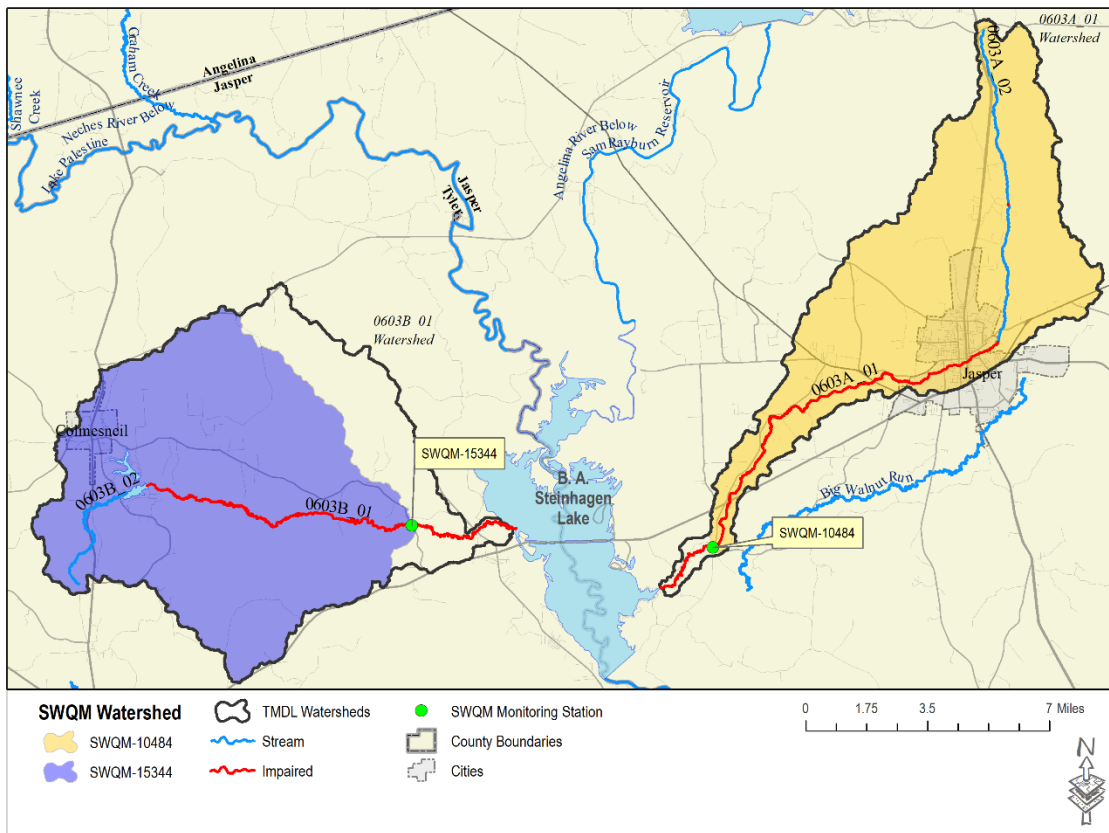 0603A_01
Watershed
0603A_02
Graham Creek
Angelina
Jasper
Shawnee
Creek
Neches River Below
Lake Palestine
Angelina River Below
Sam Rayburn Reservoir
Jasper
Tyler
0603B_01
Watershed
0603A_01
Jasper
Colmesneil
SWQM-15344
0603B_02
0603B_01
B. A.
Steinhagen
Lake
Big Walnut Run
SWQM-10484
SWQM Watershed
SWQM-10484
SWQM-15344
TMDL Watersheds
Stream
Impaired
SWQM Monitoring Station
County Boundaries
Cities
0 1.75 3.5 7 Miles
N